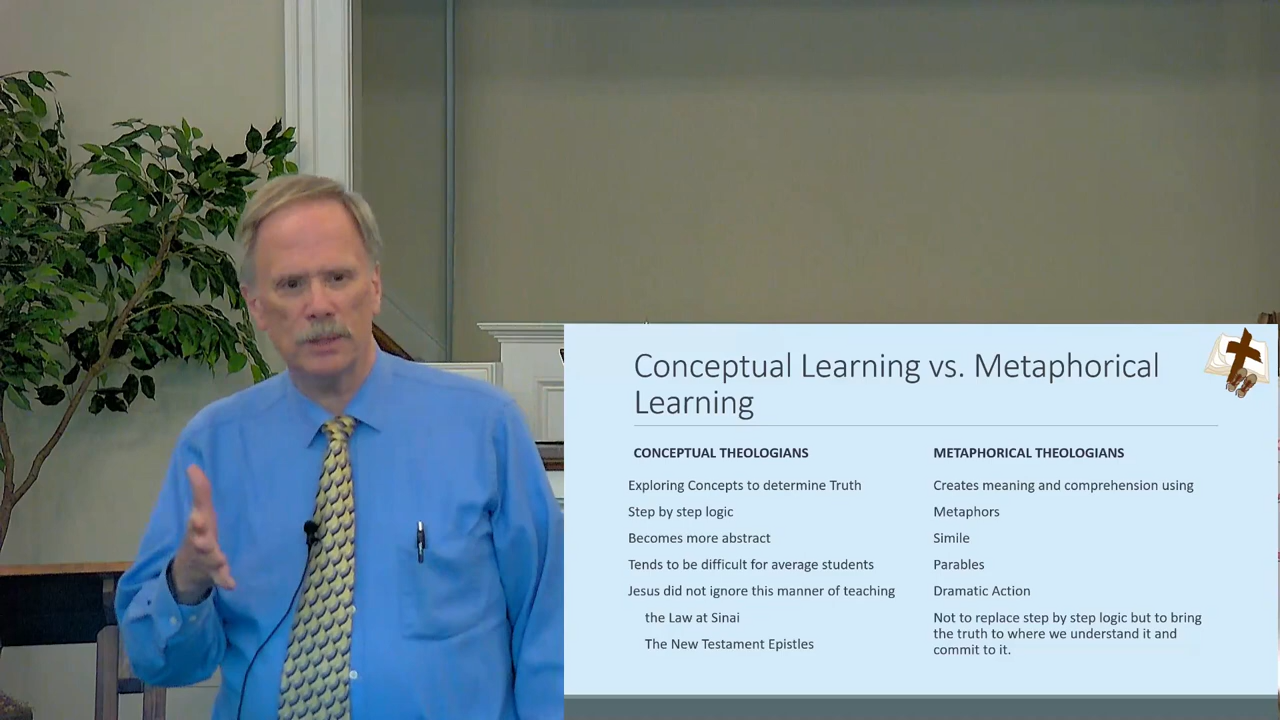 Conceptual Learning vs. Metaphorical
Learning
CONCEPTUAL THEOLOGIANS
Exploring Concepts to determine Truth
Step by step logic
Becomes more abstract
Tends to be difficult for average students
Jesus did not ignore this manner of teaching
the Law at Sinai
The New Testament Epistles
METAPHORICAL THEOLOGIANS
Creates meaning and comprehension using
Metaphors
Simile
Parables
Dramatic Action
Not to replace step by step logic but to bring
the truth to where we understand it and
commit to it.